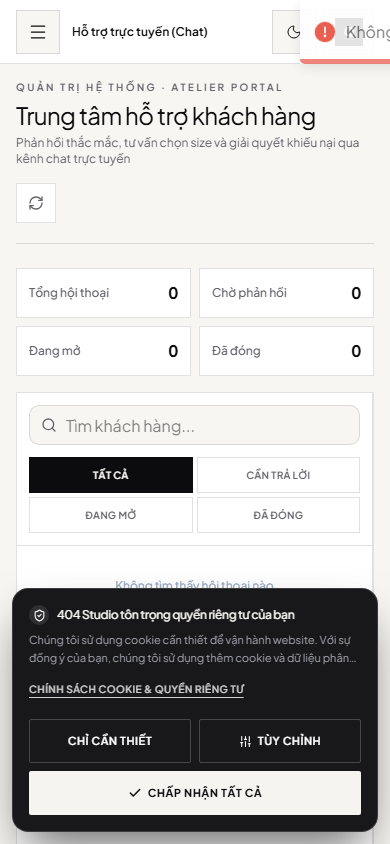 Hỗ trợ trực tuyến (Chat)
QUẢN TRỊ HỆ THỐNG · ATELIER PORTAL
Trung tâm hỗ trợ khách hàng
Phản hồi thắc mắc, tư vấn chọn size và giải quyết khiếu nại qua
kênh chat trực tuyến
Tổng hội thoại 0
Chờ phản hồi 0
Đang mở 0
Đã đóng 0
Tìm khách hàng...
TẤT CẢ
CẦN TRẢ LỜI
ĐANG MỞ
ĐÃ ĐÓNG
Không tìm thấy hội thoại nào
404 Studio tôn trọng quyền riêng tư của bạn
Chúng tôi sử dụng cookie cần thiết để vận hành website. Với sự
đồng ý của bạn, chúng tôi sử dụng thêm cookie và dữ liệu phân...
CHÍNH SÁCH COOKIE & QUYỀN RIÊNG TƯ
CHỈ CẦN THIẾT
TÙY CHỈNH
CHẤP NHẬN TẤT CẢ